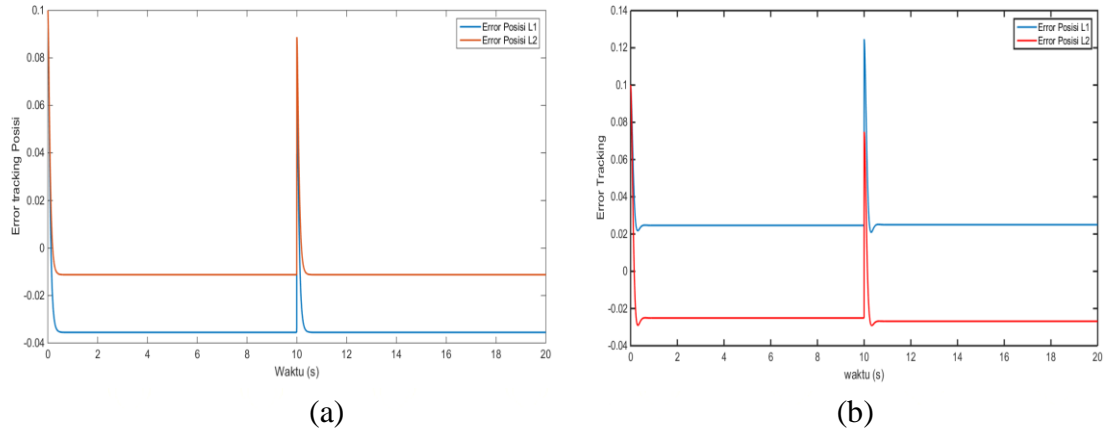 Error Posisi L1
Error Posisi L2
0.1
0.08
0.06
0.04
0.02
0
-0.02
-0.04
Error tracking Posisi
0 2 4 6 8 10 12 14 16 18 20
Waktu (s)
(a)
Error Posisi L1
Error Posisi L2
0.14
0.12
0.1
0.08
0.06
0.04
0.02
0
-0.02
-0.04
Error Tracking
0 2 4 6 8 10 12 14 16 18 20
waktu (s)
(b)